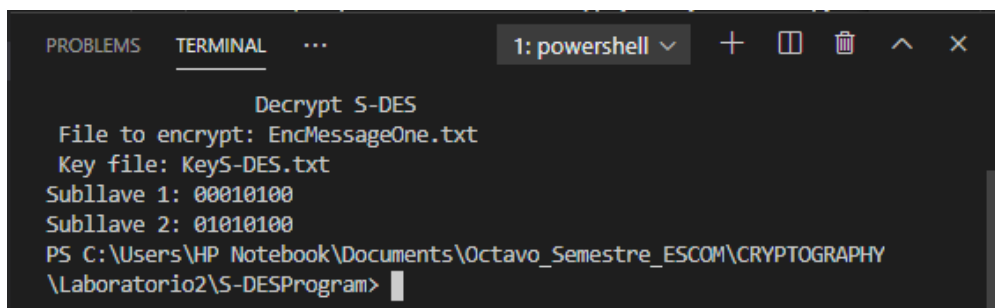 PROBLEMS TERMINAL ... 1: powershell
Decrypt S-DES
File to encrypt: EncMessageOne.txt
Key file: KeyS-DES.txt
Subllave 1: 00010100
Subllave 2: 01010100
PS C:\Users\HP Notebook\Documents\Octavo_Semestre_ESCOM\CRYPTOGRAPHY
\Laboratorio2\S-DESProgram>